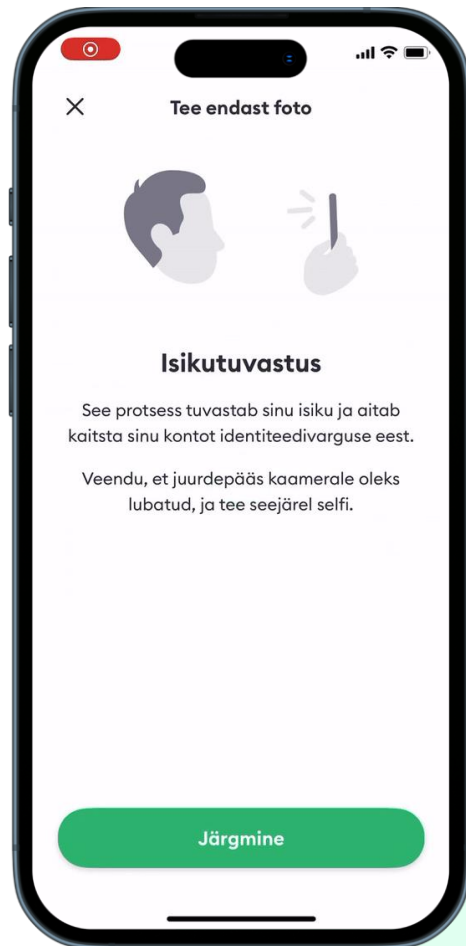 Tee endast foto
Isikutuvastus
See protsess tuvastab sinu isiku ja aitab
kaitsta sinu kontot identiteedivarguse eest.
Veendu, et juurdepääs kaamerale oleks
lubatud, ja tee seejärel selfi.
Järgmine